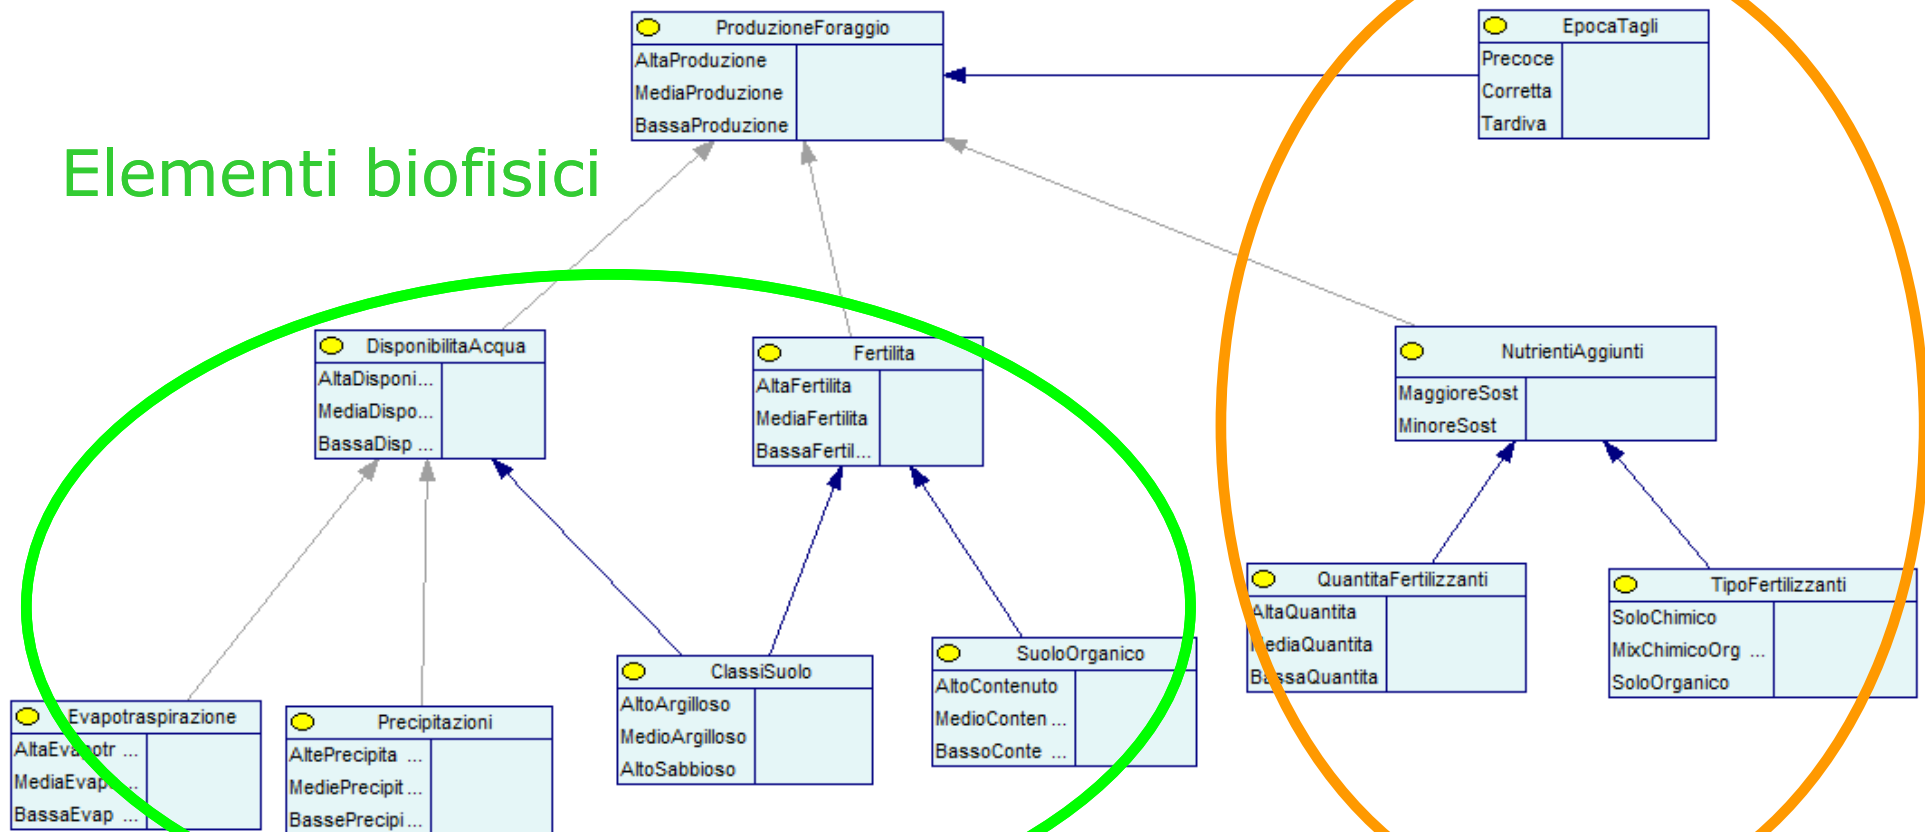 ProduzioneForaggio
AltaProduzione
MediaProduzione
BassaProduzione
EpocaTagli
Precoce
Corretta
Tardiva
Elementi biofisici
DisponibilitaAcqua
AltaDisponi...
MediaDispo...
BassaDisp ...
Fertilita
AltaFertilita
MediaFertilita
BassaFertil...
NutrientiAggiunti
MaggioreSost
MinoreSost
QuantitaFertilizzanti
AltaQuantita
MediaQuantita
BassaQuantita
TipoFertilizzanti
SoloChimico
MixChimicoOrg ...
SoloOrganico
SuoloOrganico
AltoContenuto
MedioConten ...
BassoConte ...
ClassiSuolo
AltoArgilloso
MedioArgilloso
AltoSabbioso
Evapotraspirazione
AltaEvapotr ...
MediaEvap...
BassaEvap ...
Precipitazioni
AltePrecipita ...
MediePrecipit ...
BassePrecipi...